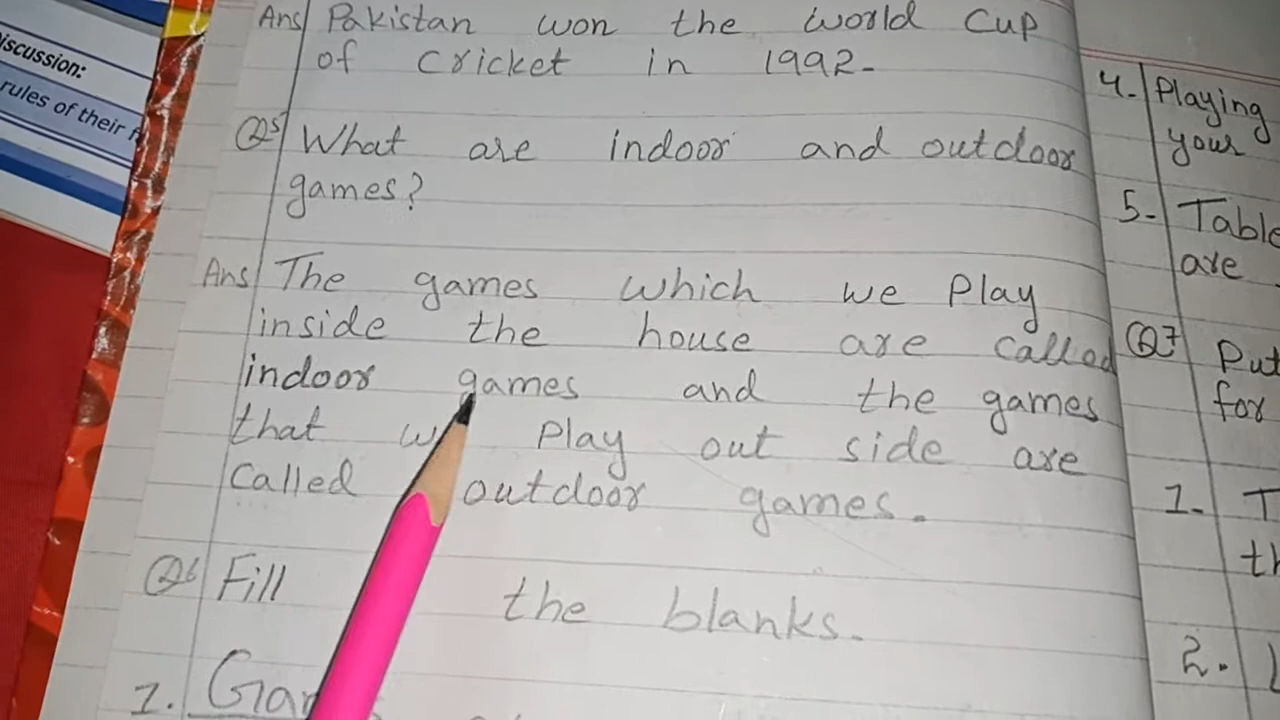 iscussion:
rules of their
Ans Pakistan won the world Cup
of Cricket in 1992.
Q5 What are indoor and outdoor
games?
Ans The games which we Play
inside the house are called
indoor games and the games
that we Play out side are
Called outdoor games.
Q6 Fill the blanks.
1.
4. Playing
your
5. Table
are
Q7 Put
for
1.
2.